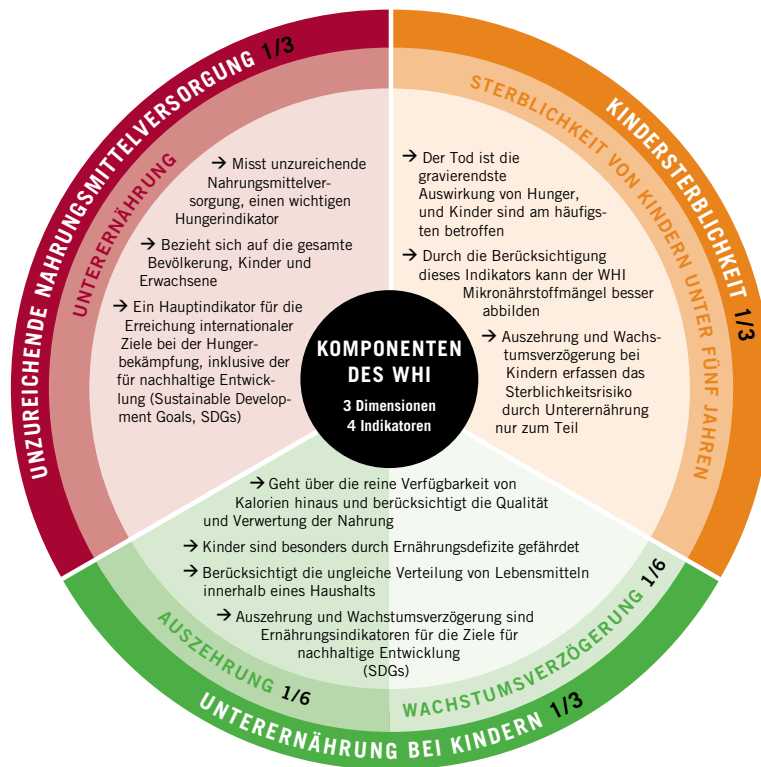 UNZUREICHENDE NAHRUNGSMITTELVERSORGUNG 1/3
UNTERERNÄHRUNG
→ Misst unzureichende
Nahrungsmittelver-
sorgung, einen wichtigen
Hungerindikator
→ Bezieht sich auf die gesamte
Bevölkerung, Kinder und
Erwachsene
→ Ein Hauptindikator für die
Erreichung internationaler
Ziele bei der Hunger-
bekämpfung, inklusive der
für nachhaltige Entwick-
lung (Sustainable Develop-
ment Goals, SDGs)
KINDERSTERBLICHKEIT 1/3
STERBLICHKEIT VON KINDERN UNTER FÜNF JAHREN
→ Der Tod ist die
gravierendste
Auswirkung von Hunger,
und Kinder sind am häufigs-
ten betroffen
→ Durch die Berücksichtigung
dieses Indikators kann der WHI
Mikronährstoffmängel besser
abbilden
→ Auszehrung und Wachs-
tumsverzögerung bei
Kindern erfassen das
Sterblichkeitsrisiko
durch Unterernährung
nur zum Teil
KOMPONENTEN
DES WHI
3 Dimensionen
4 Indikatoren
→ Geht über die reine Verfügbarkeit von
Kalorien hinaus und berücksichtigt die Qualität
und Verwertung der Nahrung
→ Kinder sind besonders durch Ernährungsdefizite gefährdet
→ Berücksichtigt die ungleiche Verteilung von Lebensmitteln
innerhalb eines Haushalts
→ Auszehrung und Wachstumsverzögerung sind
Ernährungsindikatoren für die Ziele für
nachhaltige Entwicklung
(SDGs)
AUSZEHRUNG 1/6
WACHSTUMSVERZÖGERUNG 1/6
UNTERERNÄHRUNG BEI KINDERN 1/3